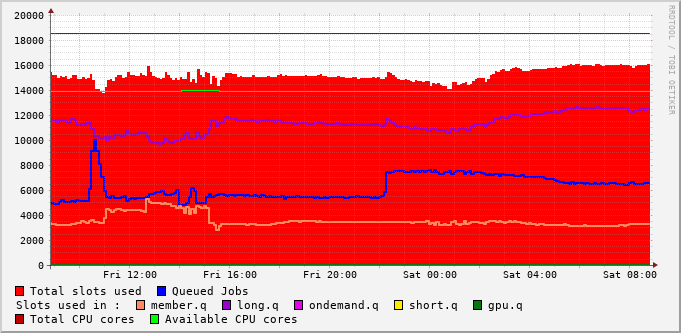 RRDTOOL / TOBI OETIKER
20000
18000
16000
14000
12000
10000
8000
6000
4000
2000
0
Fri 12:00 Fri 16:00 Fri 20:00 Sat 00:00 Sat 04:00 Sat 08:00
Total slots used Queued Jobs
Slots used in : member.q long.q ondemand.q short.q gpu.q
Total CPU cores Available CPU cores